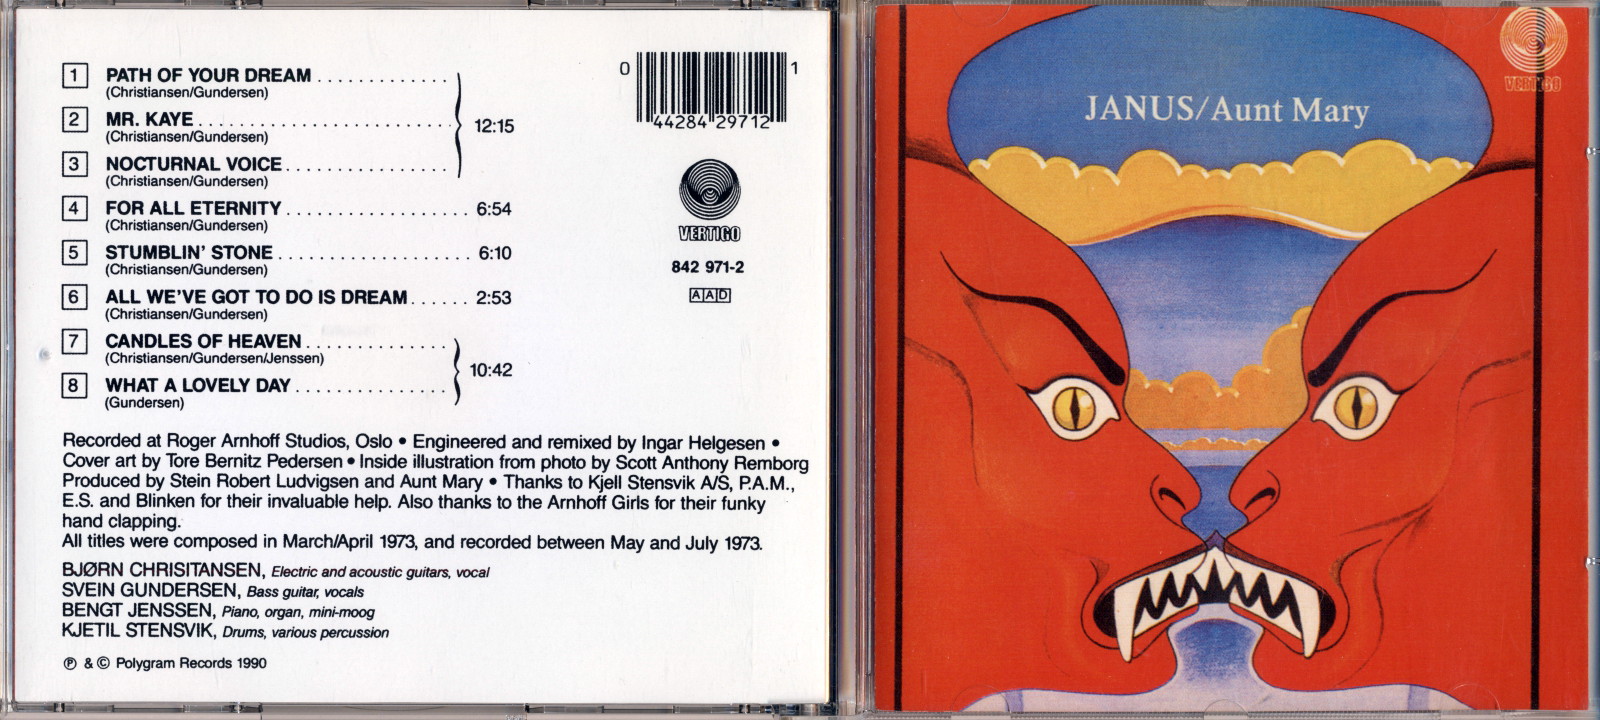 1 PATH OF YOUR DREAM
(Christiansen/Gundersen)
2 MR. KAYE
(Christiansen/Gundersen)
12:15
3 NOCTURNAL VOICE
(Christiansen/Gundersen)
4 FOR ALL ETERNITY 6:54
(Christiansen/Gundersen)
5 STUMBLIN' STONE 6:10
(Christiansen/Gundersen)
6 ALL WE'VE GOT TO DO IS DREAM 2:53
(Christiansen/Gundersen)
7 CANDLES OF HEAVEN
(Christiansen/Gundersen/Jenssen)
10:42
8 WHAT A LOVELY DAY
(Gundersen)
0 44284 29712 1
VERTIGO
842 971-2
AAD
Recorded at Roger Arnhoff Studios, Oslo • Engineered and remixed by Ingar Helgesen •
Cover art by Tore Bernitz Pedersen • Inside illustration from photo by Scott Anthony Remborg
Produced by Stein Robert Ludvigsen and Aunt Mary • Thanks to Kjell Stensvik A/S, P.A.M.,
E.S. and Blinken for their invaluable help. Also thanks to the Arnhoff Girls for their funky
hand clapping.
All titles were composed in March/April 1973, and recorded between May and July 1973.
BJØRN CHRISITANSEN, Electric and acoustic guitars, vocal
SVEIN GUNDERSEN, Bass guitar, vocals
BENGT JENSSEN, Piano, organ, mini-moog
KJETIL STENSVIK, Drums, various percussion
℗ & © Polygram Records 1990
JANUS/Aunt Mary
VERTIGO